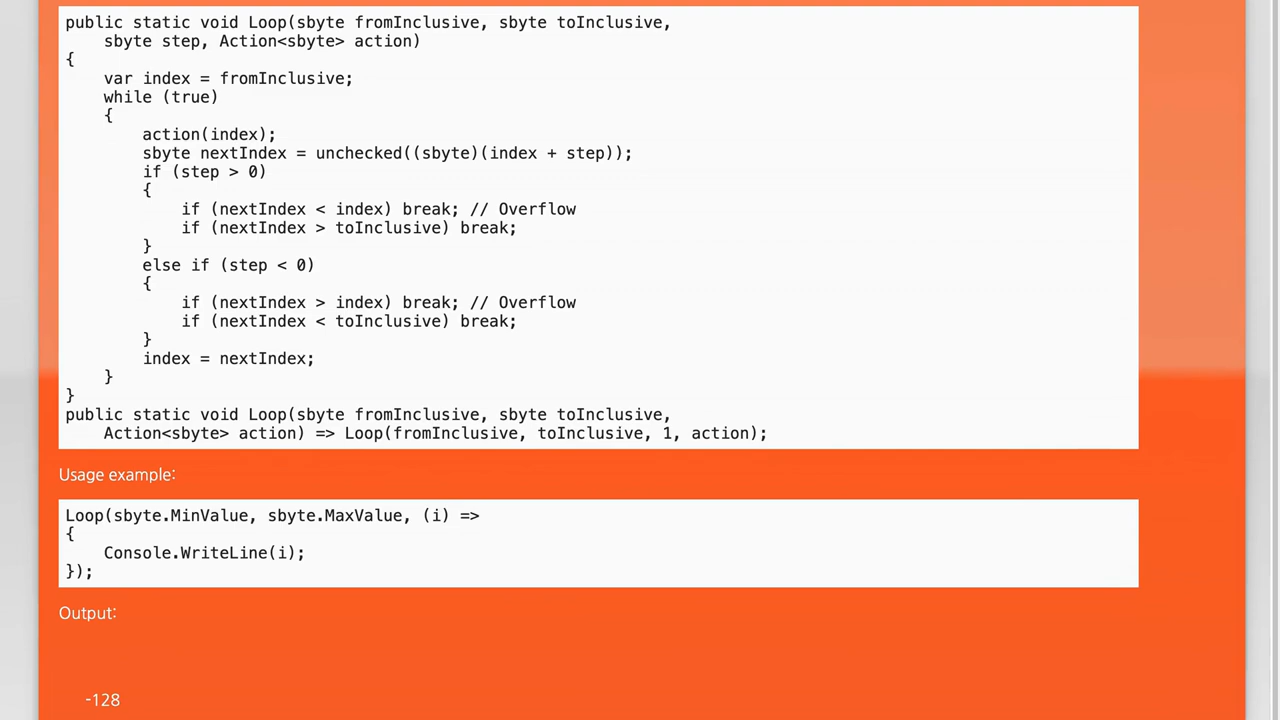 public static void Loop(sbyte fromInclusive, sbyte toInclusive,
    sbyte step, Action<sbyte> action)
{
    var index = fromInclusive;
    while (true)
    {
        action(index);
        sbyte nextIndex = unchecked((sbyte)(index + step));
        if (step > 0)
        {
            if (nextIndex < index) break; // Overflow
            if (nextIndex > toInclusive) break;
        }
        else if (step < 0)
        {
            if (nextIndex > index) break; // Overflow
            if (nextIndex < toInclusive) break;
        }
        index = nextIndex;
    }
}
public static void Loop(sbyte fromInclusive, sbyte toInclusive,
    Action<sbyte> action) => Loop(fromInclusive, toInclusive, 1, action);
Usage example:
Loop(sbyte.MinValue, sbyte.MaxValue, (i) =>
{
    Console.WriteLine(i);
});
Output:
-128